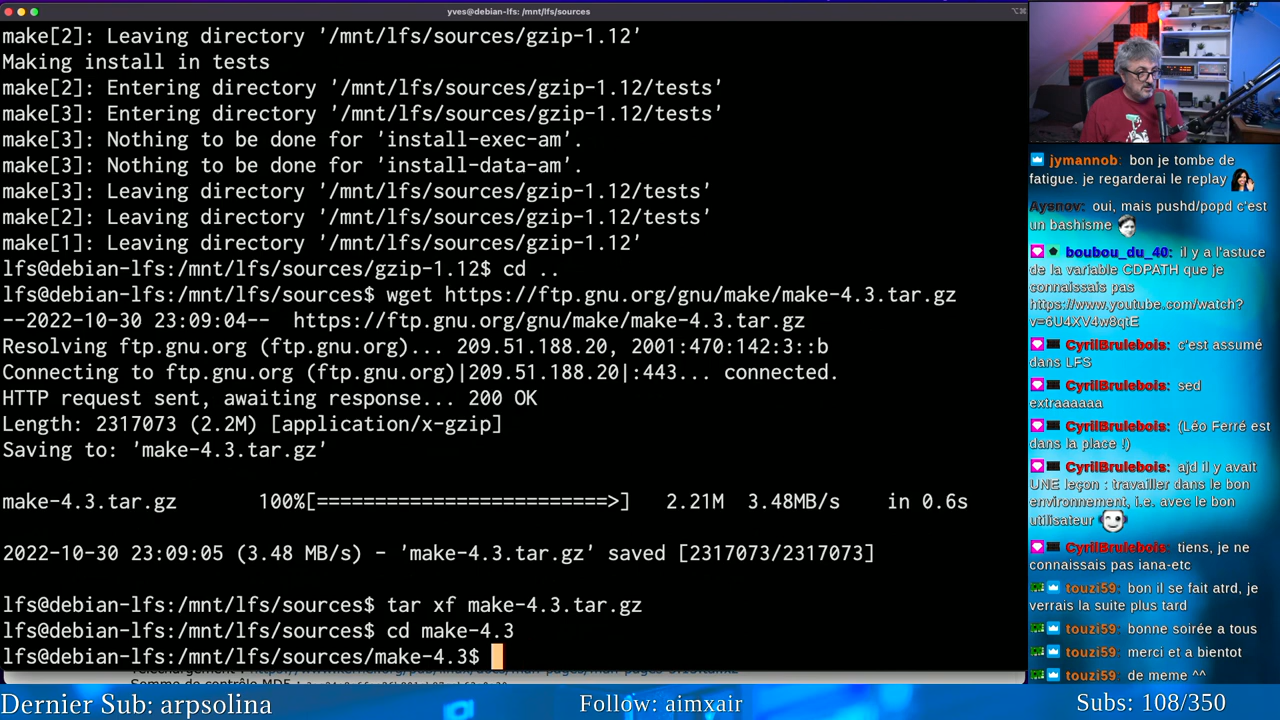 yves@debian-lfs: /mnt/lfs/sources
make[2]: Leaving directory '/mnt/lfs/sources/gzip-1.12'
Making install in tests
make[2]: Entering directory '/mnt/lfs/sources/gzip-1.12/tests'
make[3]: Entering directory '/mnt/lfs/sources/gzip-1.12/tests'
make[3]: Nothing to be done for 'install-exec-am'.
make[3]: Nothing to be done for 'install-data-am'.
make[3]: Leaving directory '/mnt/lfs/sources/gzip-1.12/tests'
make[2]: Leaving directory '/mnt/lfs/sources/gzip-1.12/tests'
make[1]: Leaving directory '/mnt/lfs/sources/gzip-1.12'
lfs@debian-lfs:/mnt/lfs/sources/gzip-1.12$ cd ..
lfs@debian-lfs:/mnt/lfs/sources$ wget https://ftp.gnu.org/gnu/make/make-4.3.tar.gz
--2022-10-30 23:09:04--  https://ftp.gnu.org/gnu/make/make-4.3.tar.gz
Resolving ftp.gnu.org (ftp.gnu.org)... 209.51.188.20, 2001:470:142:3::b
Connecting to ftp.gnu.org (ftp.gnu.org)|209.51.188.20|:443... connected.
HTTP request sent, awaiting response... 200 OK
Length: 2317073 (2.2M) [application/x-gzip]
Saving to: 'make-4.3.tar.gz'
make-4.3.tar.gz 100%[=========================>] 2.21M 3.48MB/s in 0.6s
2022-10-30 23:09:05 (3.48 MB/s) - 'make-4.3.tar.gz' saved [2317073/2317073]
lfs@debian-lfs:/mnt/lfs/sources$ tar xf make-4.3.tar.gz
lfs@debian-lfs:/mnt/lfs/sources$ cd make-4.3
lfs@debian-lfs:/mnt/lfs/sources/make-4.3$
jymannob: bon je tombe de
fatigue. je regarderai le replay
Aysnov: oui, mais pushd/popd c'est
un bashisme
boubou_du_40: il y a l'astuce
de la variable CDPATH que je
connaissais pas
https://www.youtube.com/watch?
v=6U4XV4w8qtE
CyrilBrulebois: c'est assumé
dans LFS
CyrilBrulebois: sed
extraaaaaa
CyrilBrulebois: (Léo Ferré est
dans la place !)
CyrilBrulebois: ajd il y avait
UNE leçon : travailler dans le bon
environnement, i.e. avec le bon
utilisateur
CyrilBrulebois: tiens, je ne
connaissais pas iana-etc
touzi59: bon il se fait atrd, je
verrais la suite plus tard
touzi59: bonne soirée a tous
touzi59: merci et a bientot
touzi59: de meme ^^
Dernier Sub: arpsolina
Follow: aimxair
Subs: 108/350